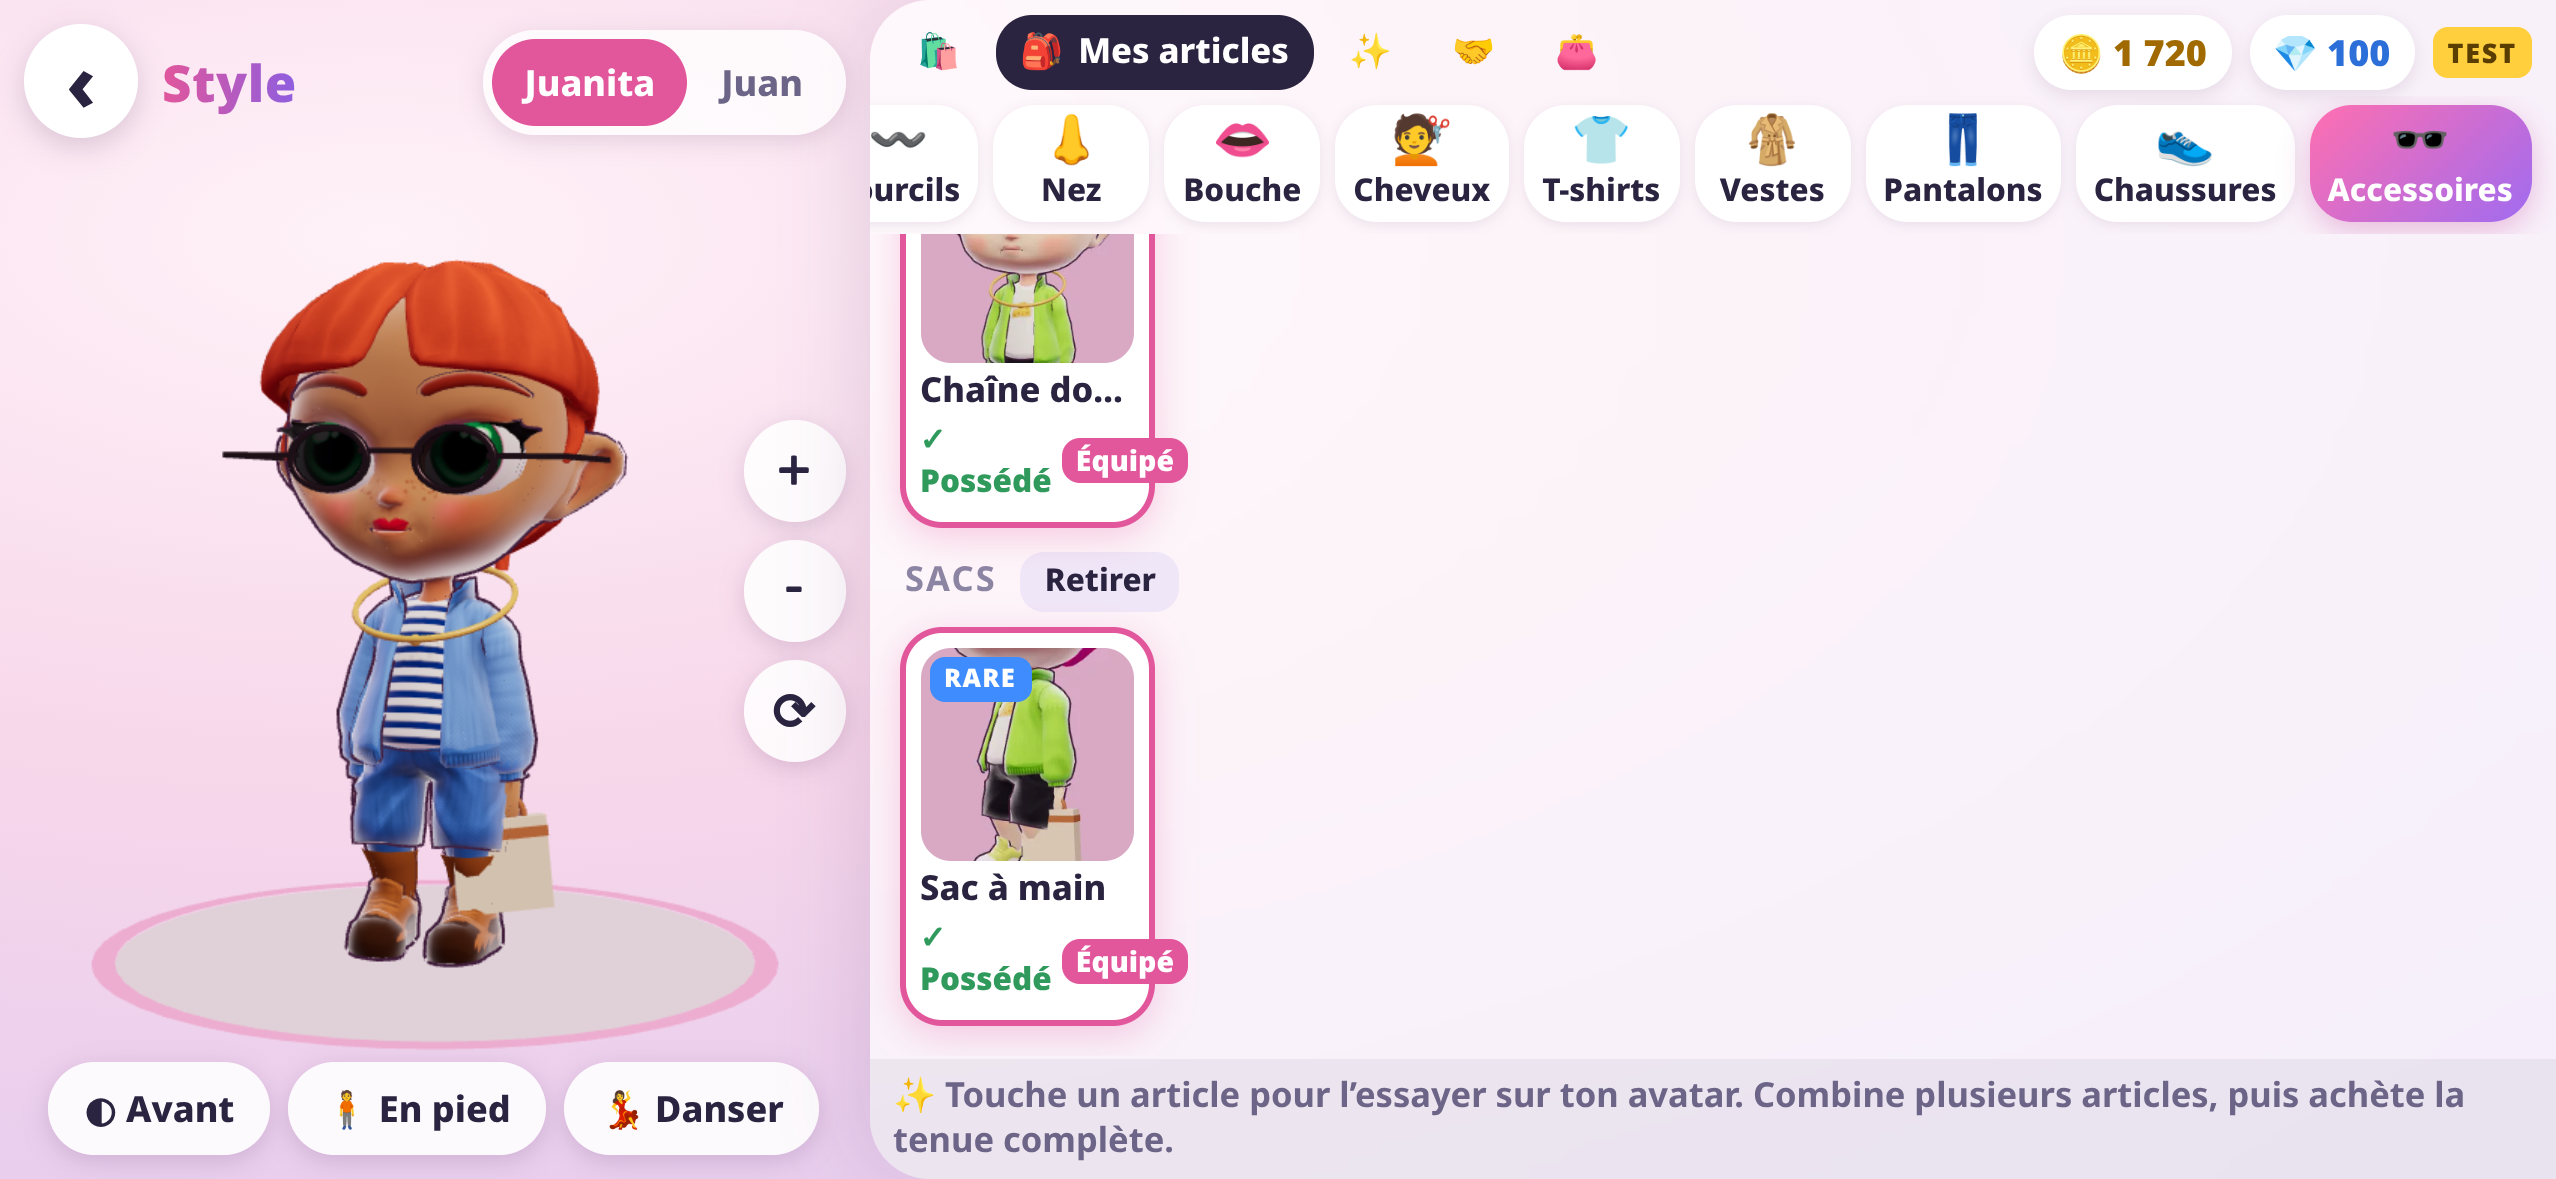 Style
Juanita
Juan
Mes articles
1 720
100
TEST
ourcils
Nez
Bouche
Cheveux
T-shirts
Vestes
Pantalons
Chaussures
Accessoires
Chaîne do...
✓
Possédé
Équipé
SACS
Retirer
RARE
Sac à main
✓
Possédé
Équipé
+
-
Avant
En pied
Danser
✨ Touche un article pour l’essayer sur ton avatar. Combine plusieurs articles, puis achète la
tenue complète.